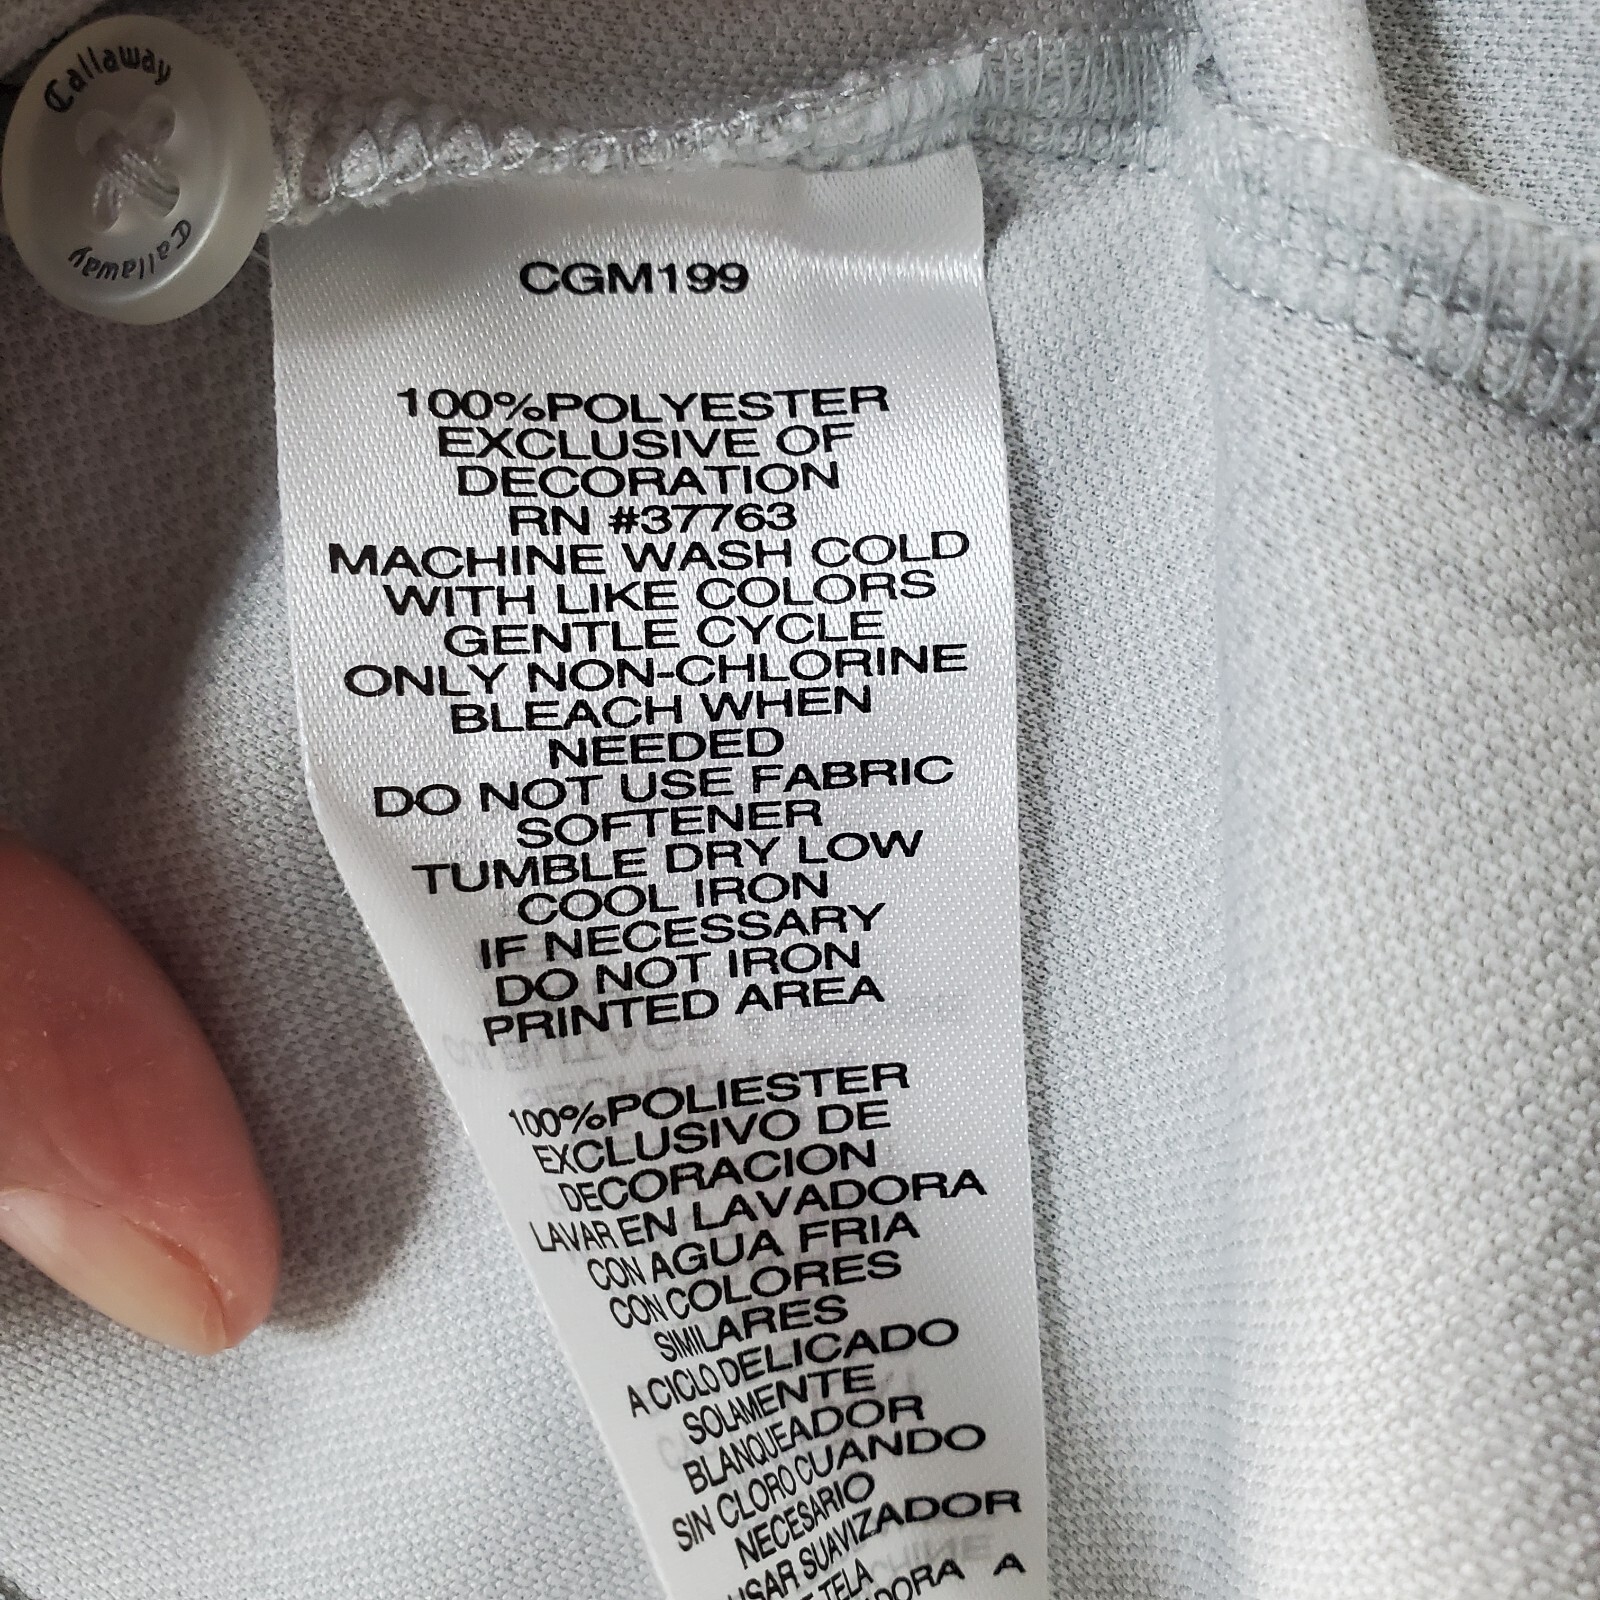 Callaway
Callaway
CGM199
100%POLYESTER
EXCLUSIVE OF
DECORATION
RN #37763
MACHINE WASH COLD
WITH LIKE COLORS
GENTLE CYCLE
ONLY NON-CHLORINE
BLEACH WHEN
NEEDED
DO NOT USE FABRIC
SOFTENER
TUMBLE DRY LOW
COOL IRON
IF NECESSARY
DO NOT IRON
PRINTED AREA
100%POLIESTER
EXCLUSIVO DE
DECORACION
LAVAR EN LAVADORA
CON AGUA FRIA
CON COLORES
SIMILARES
A CICLO DELICADO
SOLAMENTE
BLANQUEADOR
SIN CLORO CUANDO
NECESARIO
USAR SUAVIZADOR
TELA
A